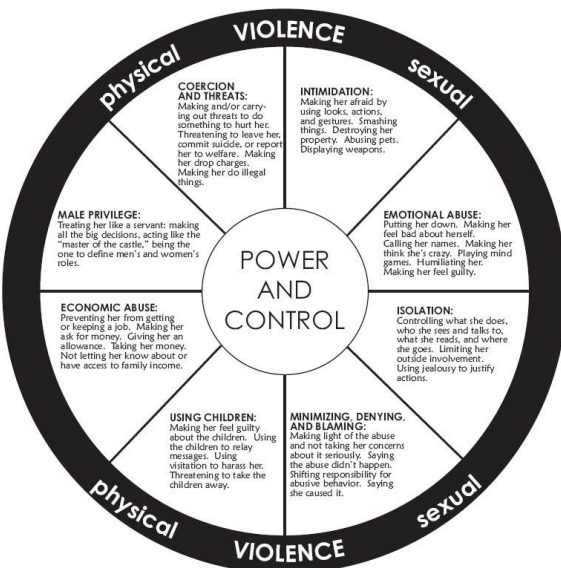 VIOLENCE
physical
sexual
COERCION
AND THREATS:
Making and/or carry-
ing out threats to do
something to hurt her.
Threatening to leave her,
commit suicide, or report
her to welfare. Making
her drop charges.
Making her do illegal
things.
INTIMIDATION:
Making her afraid by
using looks, actions,
and gestures. Smashing
things. Destroying her
property. Abusing pets.
Displaying weapons.
MALE PRIVILEGE:
Treating her like a servant: making
all the big decisions, acting like the
“master of the castle,” being the
one to define men's and women's
roles.
EMOTIONAL ABUSE:
Putting her down. Making her
feel bad about herself.
Calling her names. Making her
think she's crazy. Playing mind
games. Humiliating her.
Making her feel guilty.
POWER
AND
CONTROL
ECONOMIC ABUSE:
Preventing her from getting
or keeping a job. Making her
ask for money. Giving her an
allowance. Taking her money.
Not letting her know about or
have access to family income.
ISOLATION:
Controlling what she does,
who she sees and talks to,
what she reads, and where
she goes. Limiting her
outside involvement.
Using jealousy to justify
actions.
USING CHILDREN:
Making her feel guilty
about the children. Using
the children to relay
messages. Using
visitation to harass her.
Threatening to take the
children away.
MINIMIZING, DENYING,
AND BLAMING:
Making light of the abuse
and not taking her concerns
about it seriously. Saying
the abuse didn't happen.
Shifting responsibility for
abusive behavior. Saying
she caused it.
physical
sexual
VIOLENCE